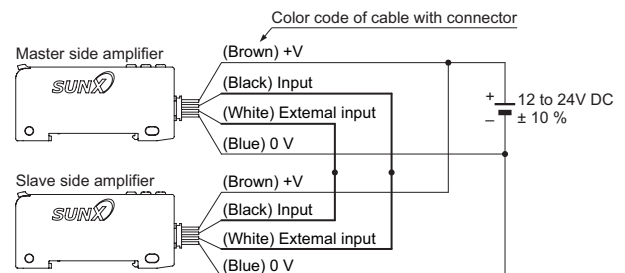 Color code of cable with connector
Master side amplifier
(Brown) +V
SUNX
(Black) Input
(White) Extemal input
(Blue) 0 V
+
–
12 to 24V DC
± 10 %
Slave side amplifier
(Brown) +V
SUNX
(Black) Input
(White) Extemal input
(Blue) 0 V